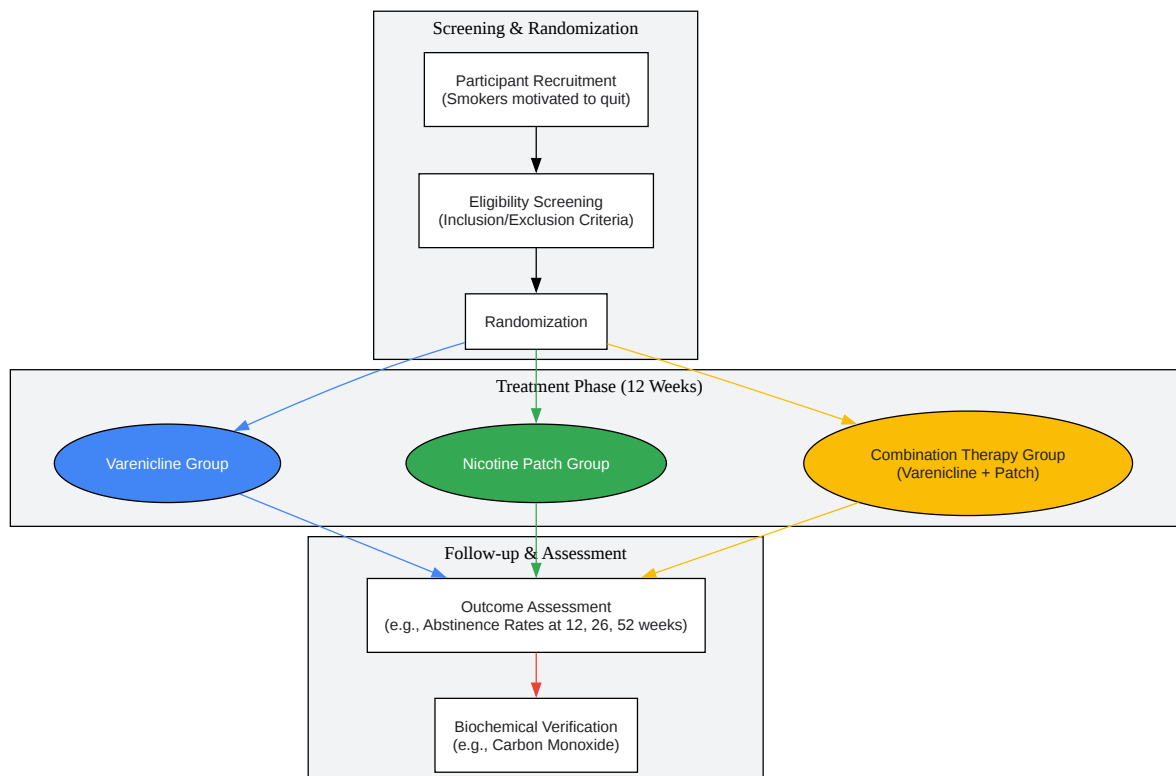 Screening & Randomization
Participant Recruitment
(Smokers motivated to quit)
Eligibility Screening
(Inclusion/Exclusion Criteria)
Randomization
Treatment Phase (12 Weeks)
Varenicline Group
Nicotine Patch Group
Combination Therapy Group
(Varenicline + Patch)
Follow-up & Assessment
Outcome Assessment
(e.g., Abstinence Rates at 12, 26, 52 weeks)
Biochemical Verification
(e.g., Carbon Monoxide)